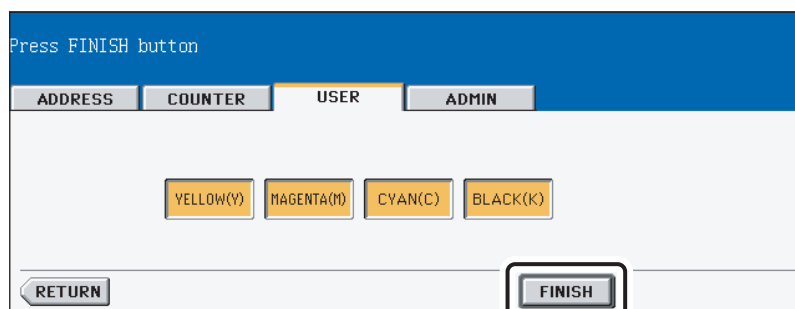 Press FINISH button
ADDRESS COUNTER USER ADMIN
YELLOW(Y) MAGENTA(M) CYAN(C) BLACK(K)
RETURN FINISH